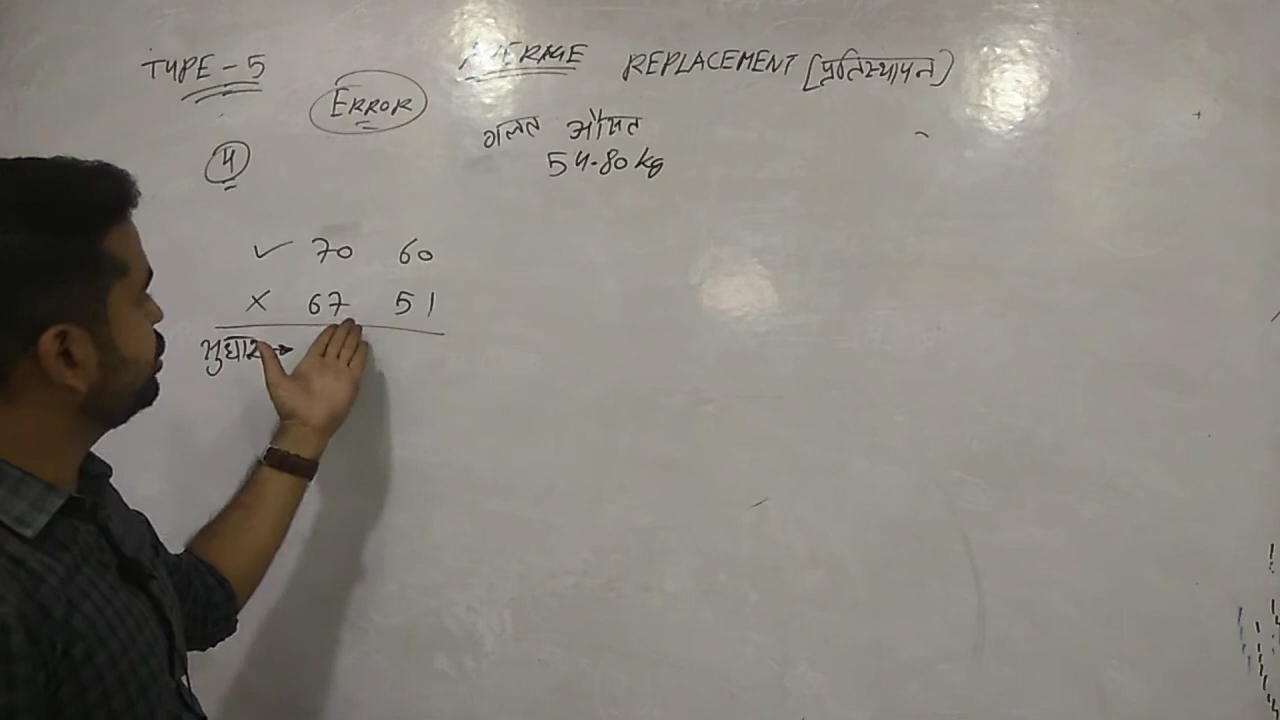 TYPE-5 AVERAGE REPLACEMENT [प्रतिस्थापन]
ERROR
गलत औसत
4 54.80 kg
✓ 70 60
× 67 51
सुधार →